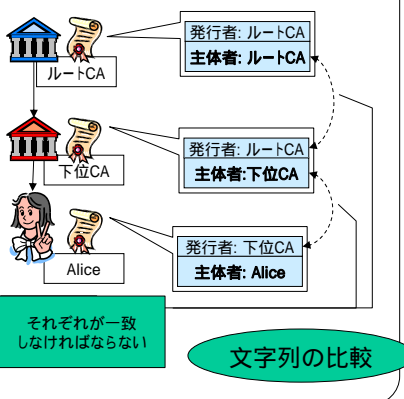 発行者: ルートCA
主体者: ルートCA
ルートCA
発行者: ルートCA
主体者:下位CA
下位CA
発行者: 下位CA
主体者: Alice
Alice
それぞれが一致
しなければならない
文字列の比較